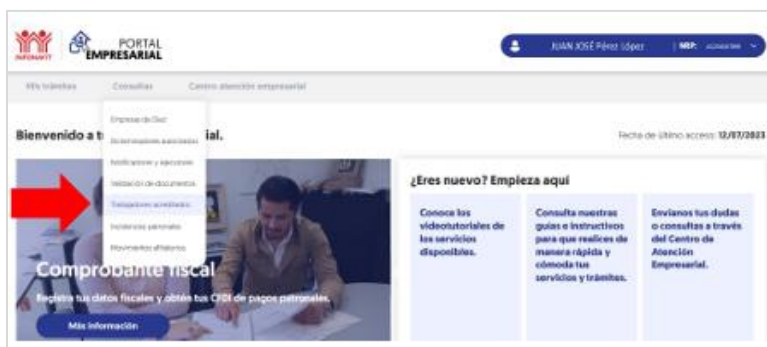 INFONAVIT
PORTAL
EMPRESARIAL
JUAN JOSÉ Pérez López | NRP:
Mis trámites Consultas Centro atención empresarial
Empresas de Diez
Dictaminadores autorizados
Notificaciones y ejecutores
Validación de documentos
Trabajadores acreditados
Incidencias patronales
Movimientos afiliatorios
Bienvenido a t ial.
Fecha de último acceso: 12/07/2023
Comprobante fiscal
Registra tus datos fiscales y obtén tus CFDI de pagos patronales.
Más información
¿Eres nuevo? Empieza aquí
Conoce los
videotutoriales de
los servicios
disponibles.
Consulta nuestras
guías e instructivos
para que realices de
manera rápida y
cómoda tus
servicios y trámites.
Envíanos tus dudas
o consultas a través
del Centro de
Atención
Empresarial.